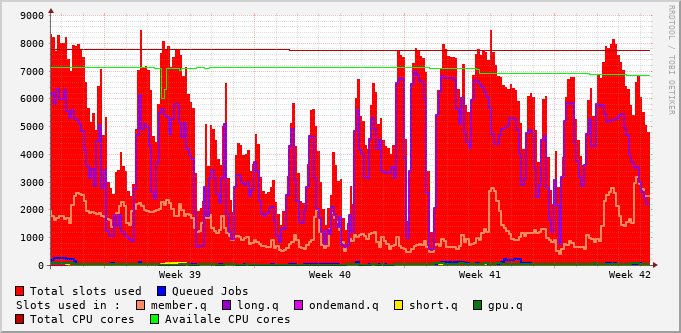 9000
8000
7000
6000
5000
4000
3000
2000
1000
0
Week 39 Week 40 Week 41 Week 42
RRDTOOL / TOBI OETIKER
Total slots used Queued Jobs
Slots used in : member.q long.q ondemand.q short.q gpu.q
Total CPU cores Availale CPU cores